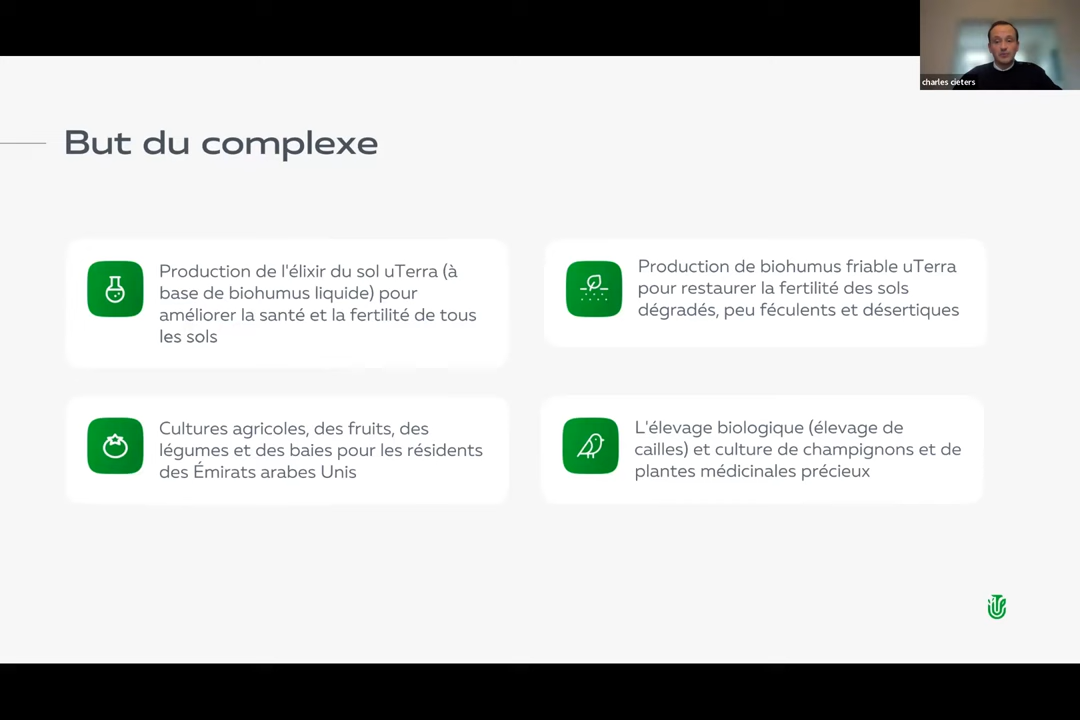 charles cieters
But du complexe
Production de l'élixir du sol uTerra (à
base de biohumus liquide) pour
améliorer la santé et la fertilité de tous
les sols
Production de biohumus friable uTerra
pour restaurer la fertilité des sols
dégradés, peu féculents et désertiques
Cultures agricoles, des fruits, des
légumes et des baies pour les résidents
des Émirats arabes Unis
L'élevage biologique (élevage de
cailles) et culture de champignons et de
plantes médicinales précieux